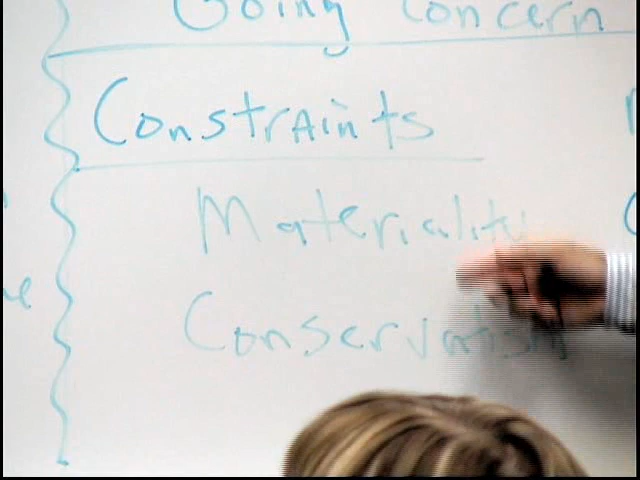 Going Concern
Constraints
Materiality
Conservatism